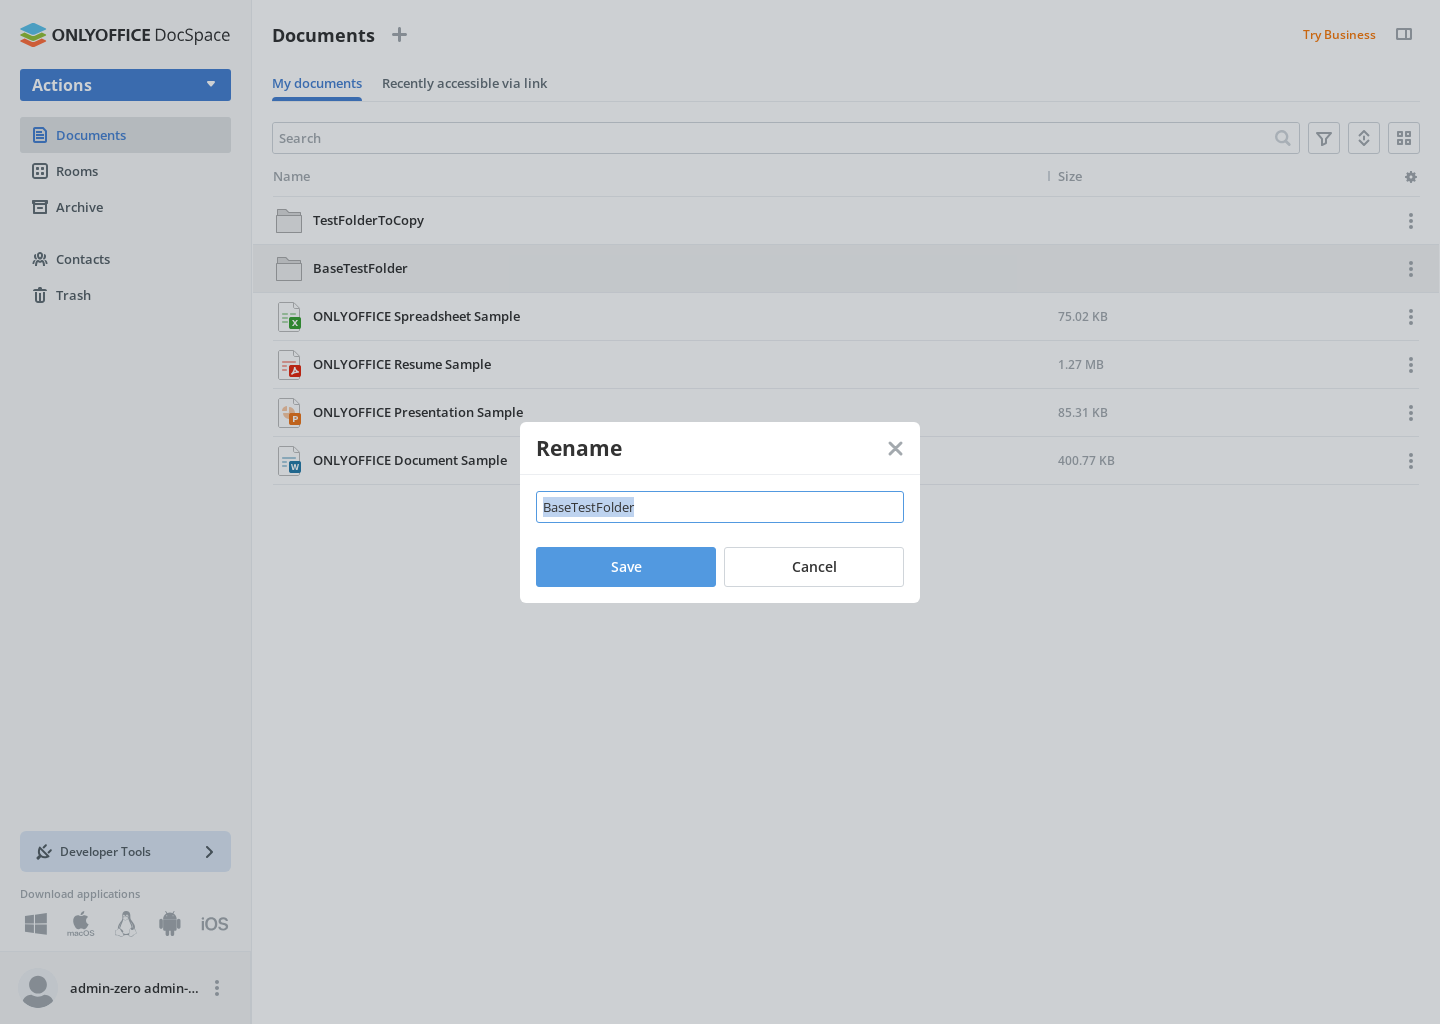 ONLYOFFICE DocSpace
Actions
Documents
Rooms
Archive
Contacts
Trash
Developer Tools
Download applications
macOS
iOS
admin-zero admin-...
Documents
Try Business
My documents
Recently accessible via link
Search
Name
Size
TestFolderToCopy
BaseTestFolder
X
ONLYOFFICE Spreadsheet Sample
75.02 KB
ONLYOFFICE Resume Sample
1.27 MB
P
ONLYOFFICE Presentation Sample
85.31 KB
W
ONLYOFFICE Document Sample
400.77 KB
Rename
BaseTestFolder
Save
Cancel